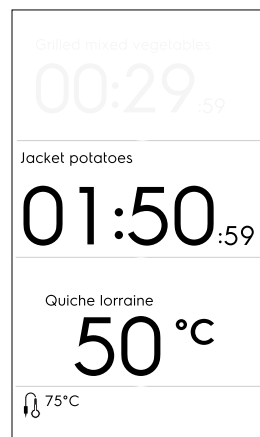 Grilled mixed vegetables
00:29:59
Jacket potatoes
01:50:59
Quiche lorraine
50 °C
75°C